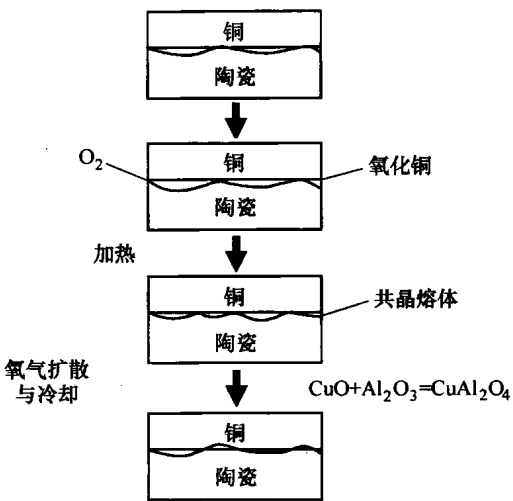 铜
陶瓷
O₂
铜
氧化铜
陶瓷
加热
铜
共晶熔体
陶瓷
氧气扩散
与冷却
CuO+Al₂O₃=CuAl₂O₄
铜
陶瓷